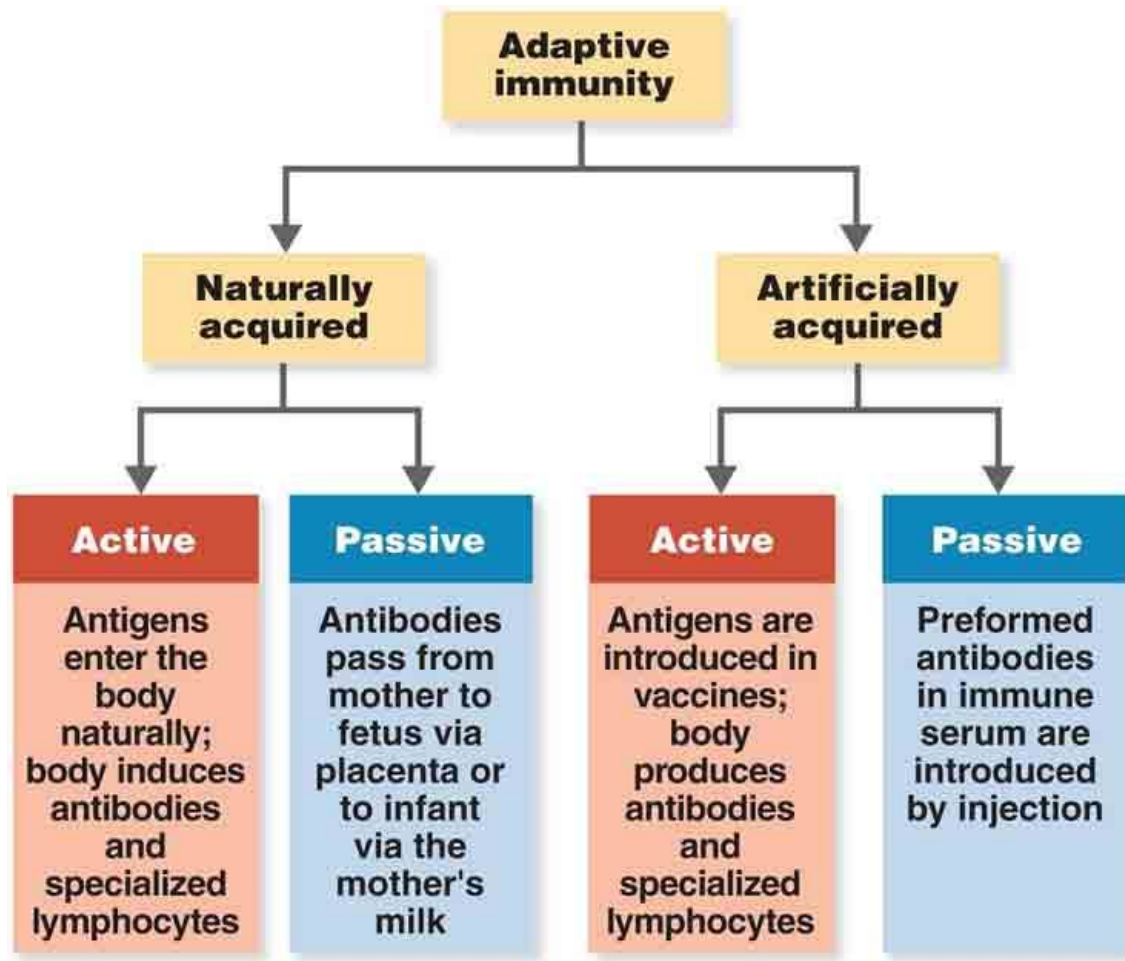 Adaptive
immunity
Naturally
acquired
Artificially
acquired
Active
Antigens
enter the
body
naturally;
body induces
antibodies
and
specialized
lymphocytes
Passive
Antibodies
pass from
mother to
fetus via
placenta or
to infant
via the
mother's
milk
Active
Antigens are
introduced in
vaccines;
body
produces
antibodies
and
specialized
lymphocytes
Passive
Preformed
antibodies
in immune
serum are
introduced
by injection